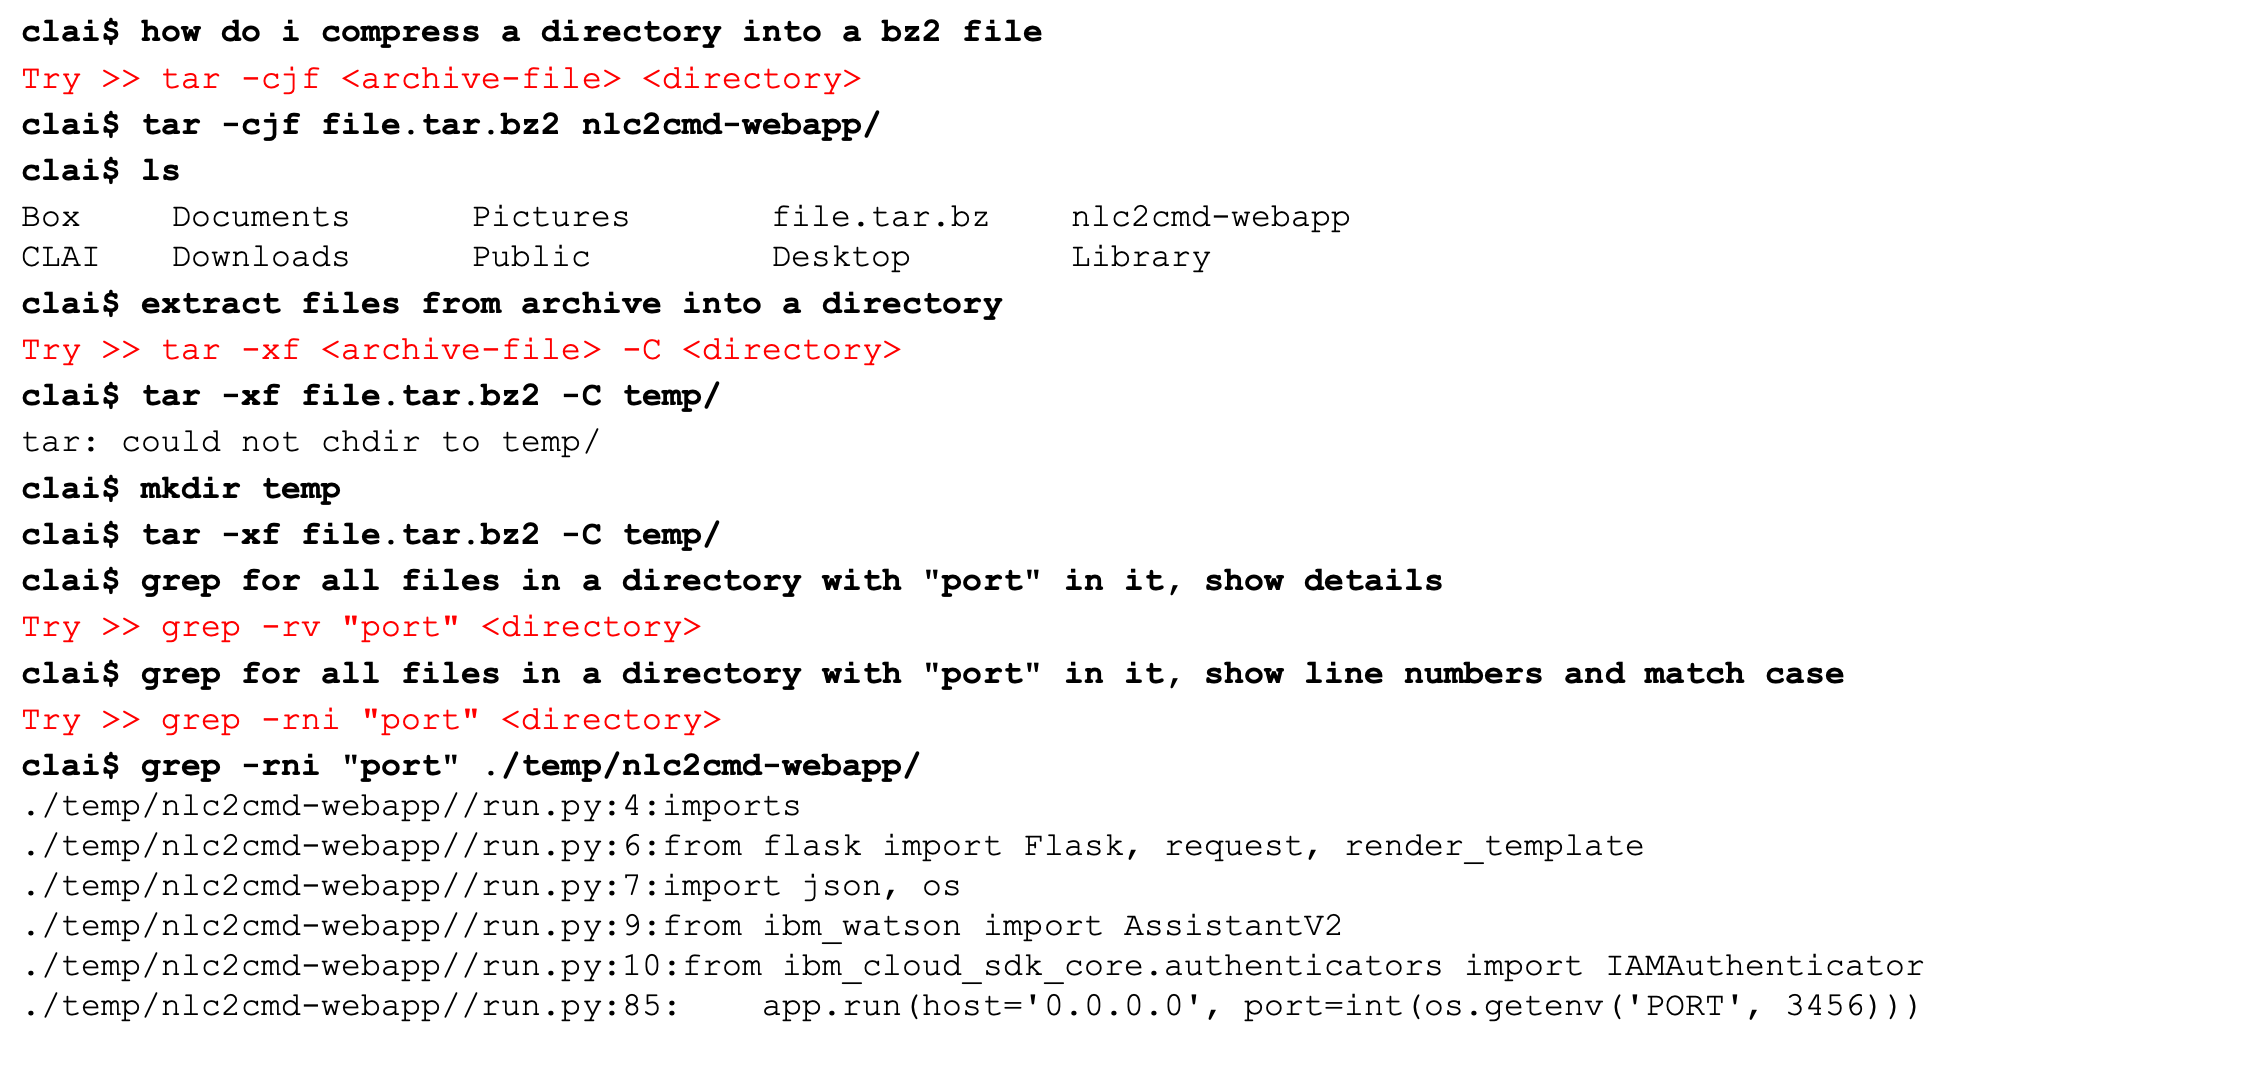 clai$ how do i compress a directory into a bz2 file
Try >> tar -cjf <archive-file> <directory>
clai$ tar -cjf file.tar.bz2 nlc2cmd-webapp/
clai$ ls
Box Documents Pictures file.tar.bz nlc2cmd-webapp
CLAI Downloads Public Desktop Library
clai$ extract files from archive into a directory
Try >> tar -xf <archive-file> -C <directory>
clai$ tar -xf file.tar.bz2 -C temp/
tar: could not chdir to temp/
clai$ mkdir temp
clai$ tar -xf file.tar.bz2 -C temp/
clai$ grep for all files in a directory with "port" in it, show details
Try >> grep -rv "port" <directory>
clai$ grep for all files in a directory with "port" in it, show line numbers and match case
Try >> grep -rni "port" <directory>
clai$ grep -rni "port" ./temp/nlc2cmd-webapp/
./temp/nlc2cmd-webapp//run.py:4:imports
./temp/nlc2cmd-webapp//run.py:6:from flask import Flask, request, render_template
./temp/nlc2cmd-webapp//run.py:7:import json, os
./temp/nlc2cmd-webapp//run.py:9:from ibm_watson import AssistantV2
./temp/nlc2cmd-webapp//run.py:10:from ibm_cloud_sdk_core.authenticators import IAMAuthenticator
./temp/nlc2cmd-webapp//run.py:85:    app.run(host='0.0.0.0', port=int(os.getenv('PORT', 3456)))